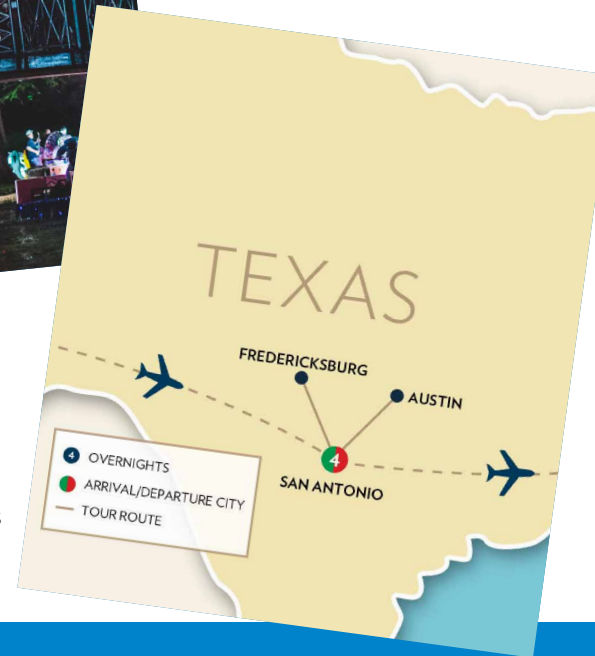 TEXAS
FREDERICKSBURG
AUSTIN
4
SAN ANTONIO
4 OVERNIGHTS
ARRIVAL/DEPARTURE CITY
TOUR ROUTE